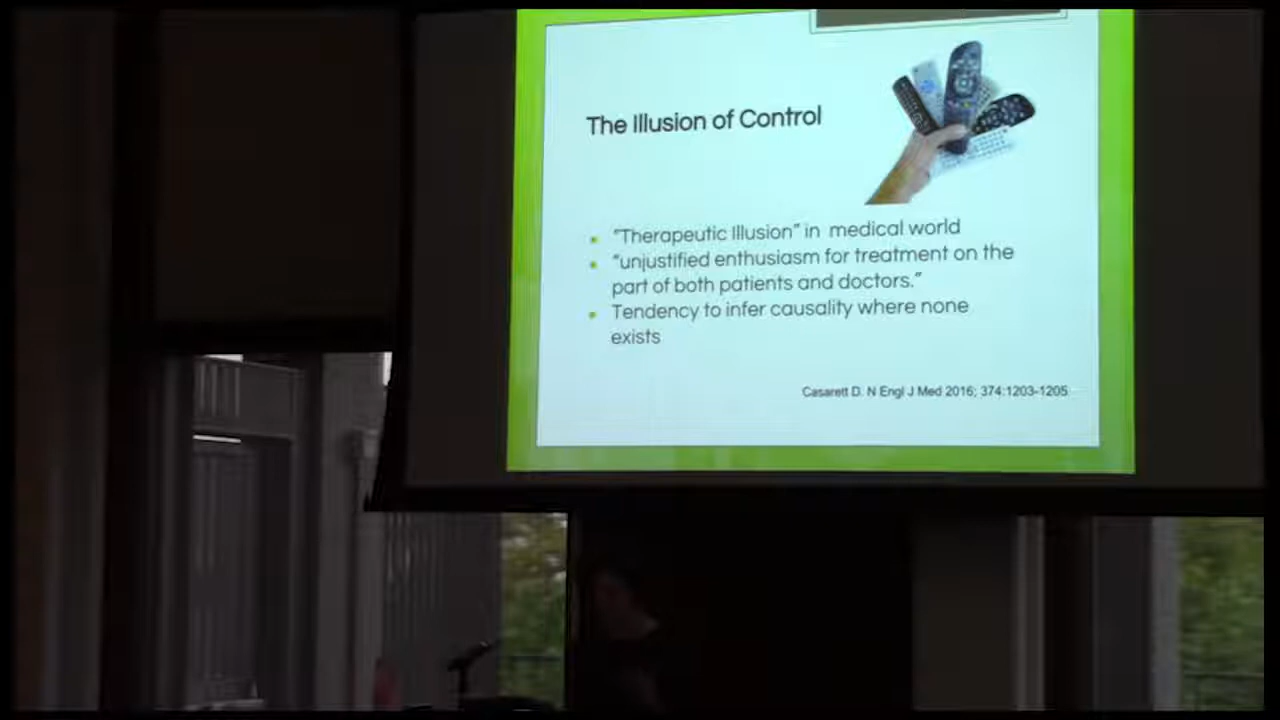 The Illusion of Control
“Therapeutic Illusion” in medical world
“unjustified enthusiasm for treatment on the
part of both patients and doctors.”
Tendency to infer causality where none
exists
Casarett D. N Engl J Med 2016; 374:1203-1205